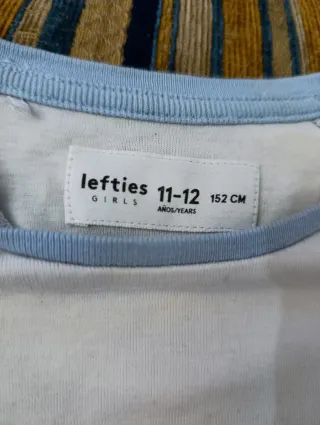 lefties 11-12 152 CM
GIRLS AÑOS/YEARS